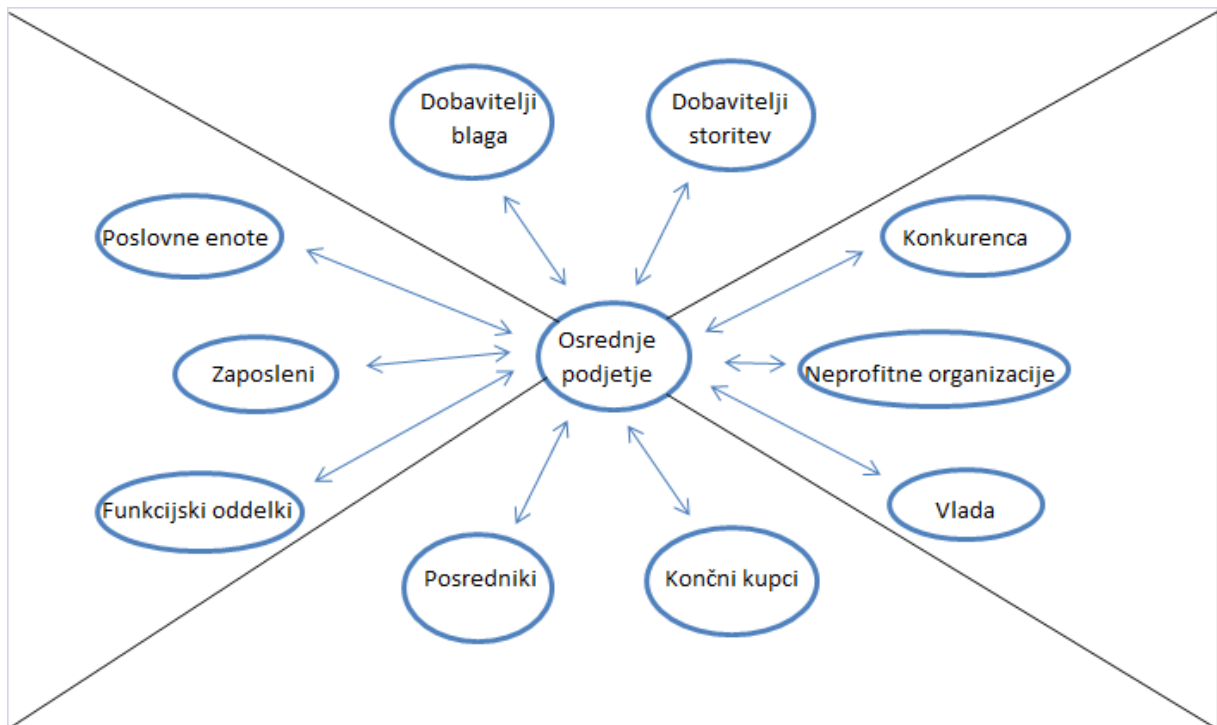 Dobavitelji
blaga
Dobavitelji
storitev
Poslovne enote
Konkurenca
Osrednje
podjetje
Zaposleni
Neprofitne organizacije
Funkcijski oddelki
Vlada
Posredniki
Končni kupci